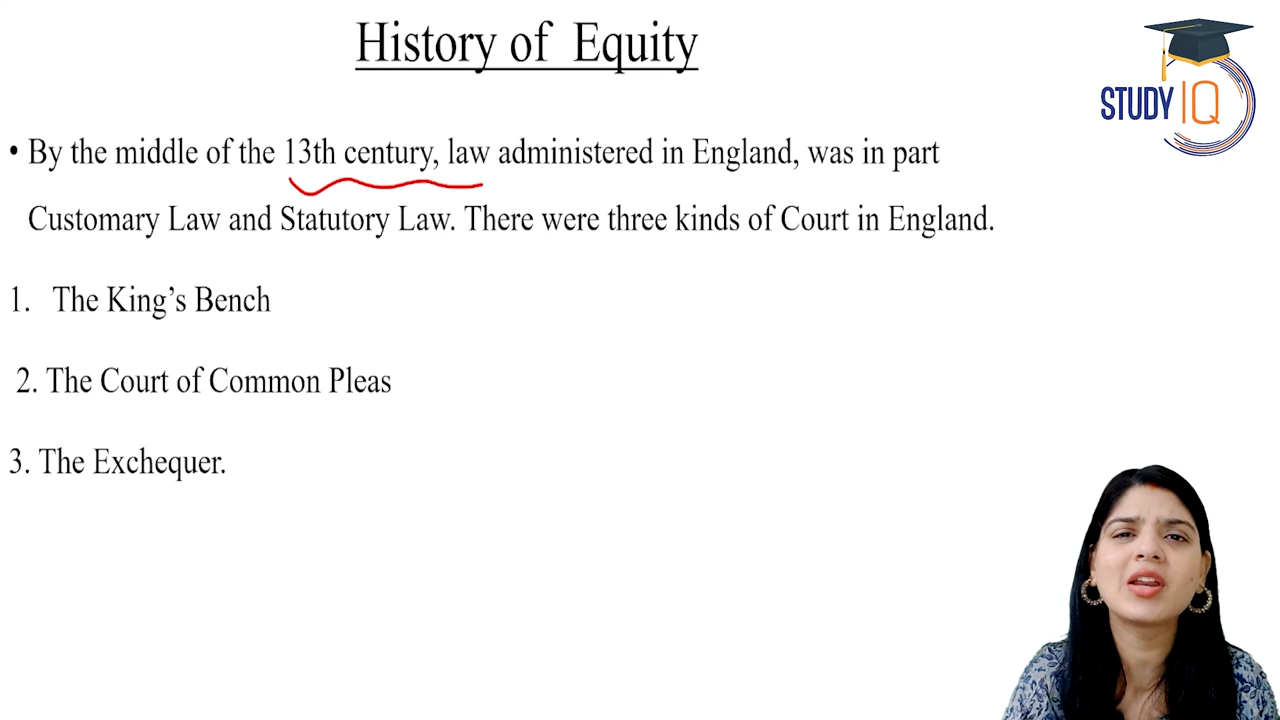 History of Equity
STUDY IQ
• By the middle of the 13th century, law administered in England, was in part
Customary Law and Statutory Law. There were three kinds of Court in England.
1. The King’s Bench
2. The Court of Common Pleas
3. The Exchequer.